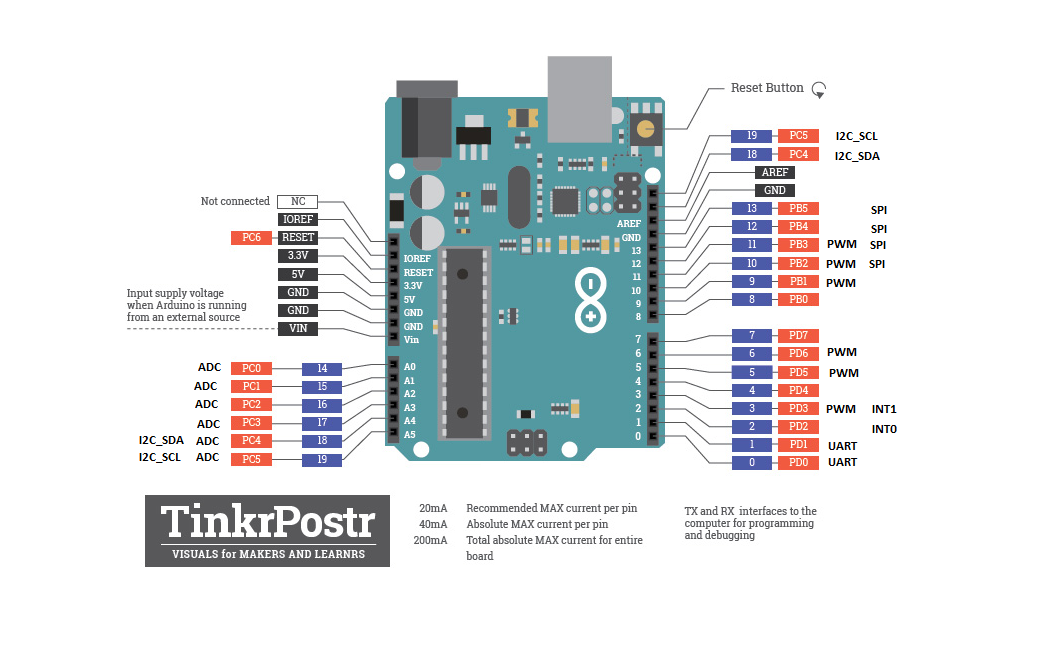 Reset Button
19 PC5 I2C_SCL
18 PC4 I2C_SDA
AREF
GND
13 PB5 SPI
12 PB4 SPI
11 PB3 PWM SPI
10 PB2 PWM SPI
9 PB1 PWM
8 PB0
7 PD7
6 PD6 PWM
5 PD5 PWM
4 PD4
3 PD3 PWM INT1
2 PD2 INT0
1 PD1 UART
0 PD0 UART
Not connected NC
IOREF
PC6 RESET
3.3V
5V
GND
GND
VIN
Input supply voltage
when Arduino is running
from an external source
ADC PC0 14
ADC PC1 15
ADC PC2 16
ADC PC3 17
I2C_SDA ADC PC4 18
I2C_SCL ADC PC5 19
IOREF
RESET
3.3V
5V
GND
GND
Vin
A0
A1
A2
A3
A4
A5
AREF
GND
13
12
11
10
9
8
7
6
5
4
3
2
1
0
TinkrPostr
VISUALS for MAKERS AND LEARNRS
20mA Recommended MAX current per pin
40mA Absolute MAX current per pin
200mA Total absolute MAX current for entire
board
TX and RX interfaces to the
computer for programming
and debugging